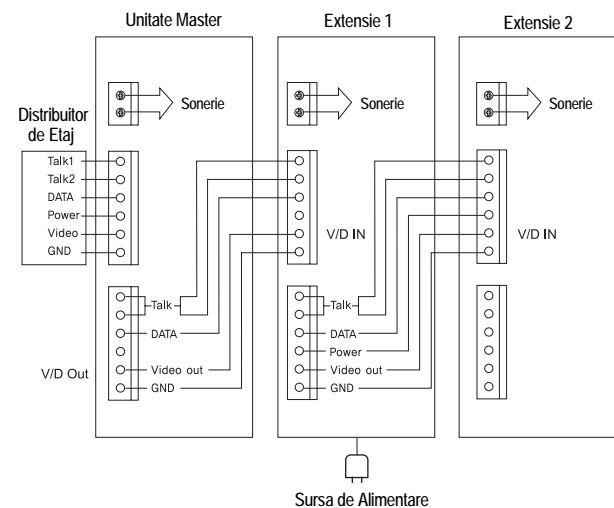 Unitate Master
Extensie 1
Extensie 2
Sonerie
Sonerie
Sonerie
Distribuitor
de Etaj
Talk1
Talk2
DATA
Power
Video
GND
V/D IN
V/D IN
V/D Out
Talk
DATA
Video out
GND
Talk
DATA
Power
Video out
GND
Sursa de Alimentare